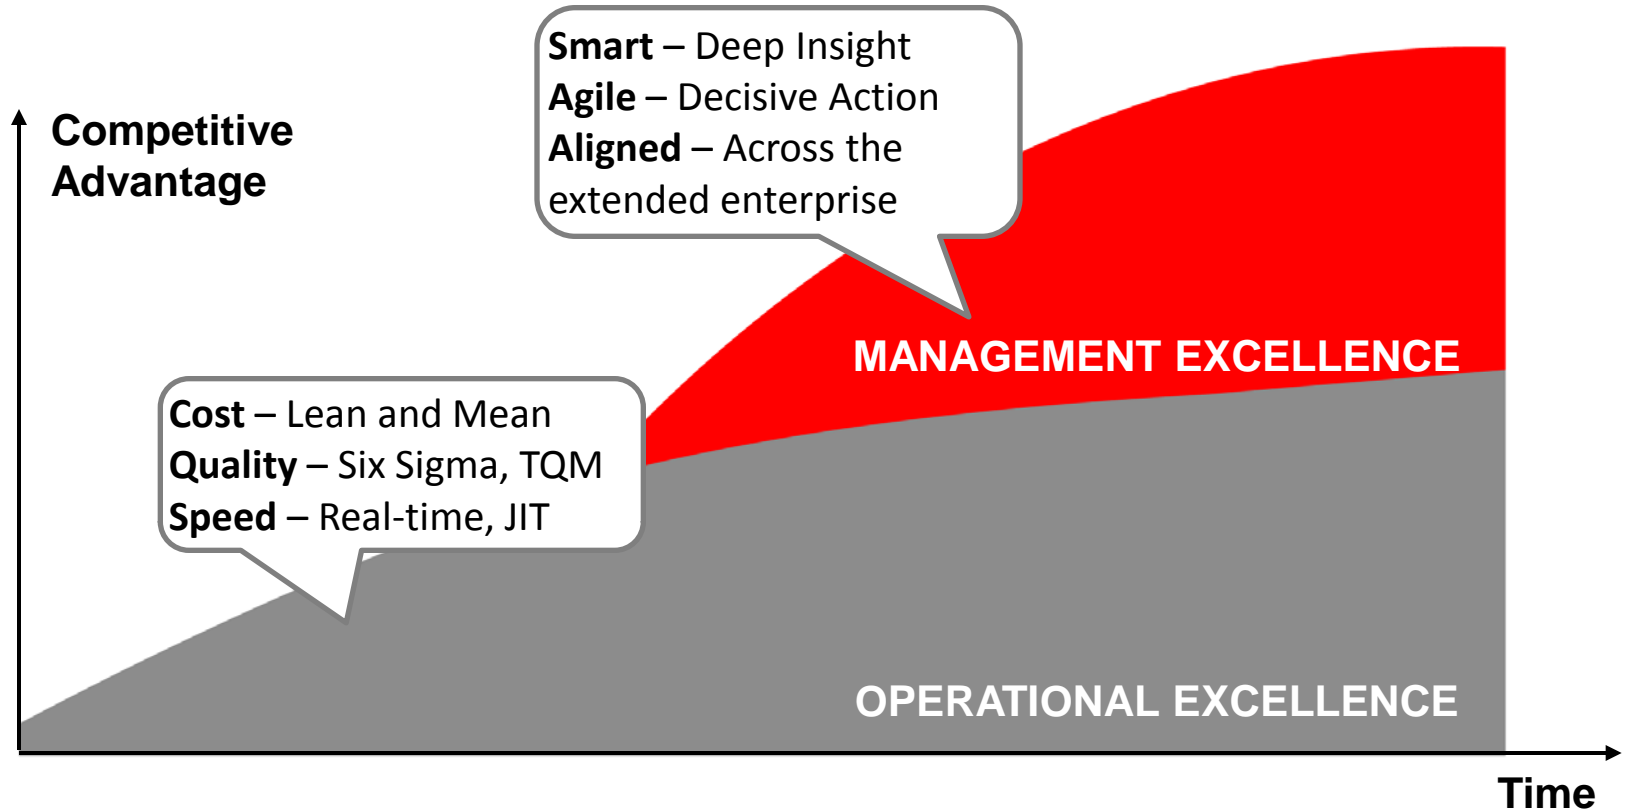 Smart – Deep Insight
Agile – Decisive Action
Aligned – Across the
extended enterprise
Competitive
Advantage
MANAGEMENT EXCELLENCE
Cost – Lean and Mean
Quality – Six Sigma, TQM
Speed – Real-time, JIT
OPERATIONAL EXCELLENCE
Time